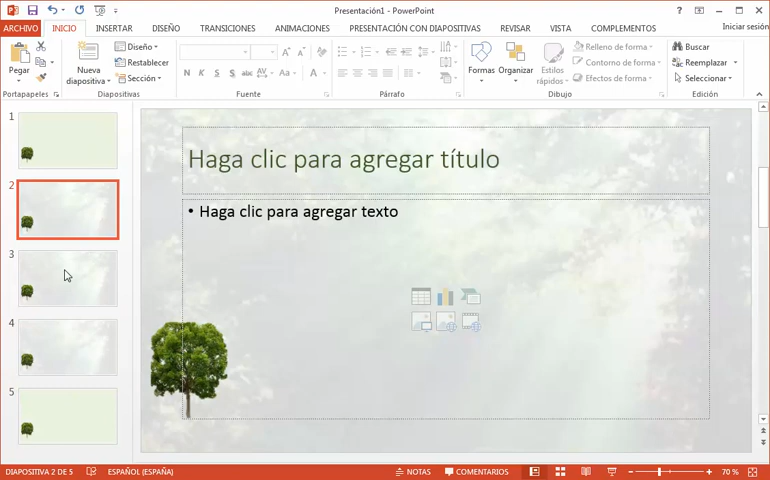 Presentación1 - PowerPoint
ARCHIVO INICIO INSERTAR DISEÑO TRANSICIONES ANIMACIONES PRESENTACIÓN CON DIAPOSITIVAS REVISAR VISTA COMPLEMENTOS Iniciar sesión
Pegar
Nueva diapositiva
Diseño
Restablecer
Sección
N K S S abc AV Aa A
Formas
Organizar
Estilos rápidos
Relleno de forma
Contorno de forma
Efectos de forma
Buscar
Reemplazar
Seleccionar
Portapapeles Diapositivas Fuente Párrafo Dibujo Edición
1
2
3
4
5
Haga clic para agregar título
• Haga clic para agregar texto
DIAPOSITIVA 2 DE 5 ESPAÑOL (ESPAÑA) NOTAS COMENTARIOS 70 %